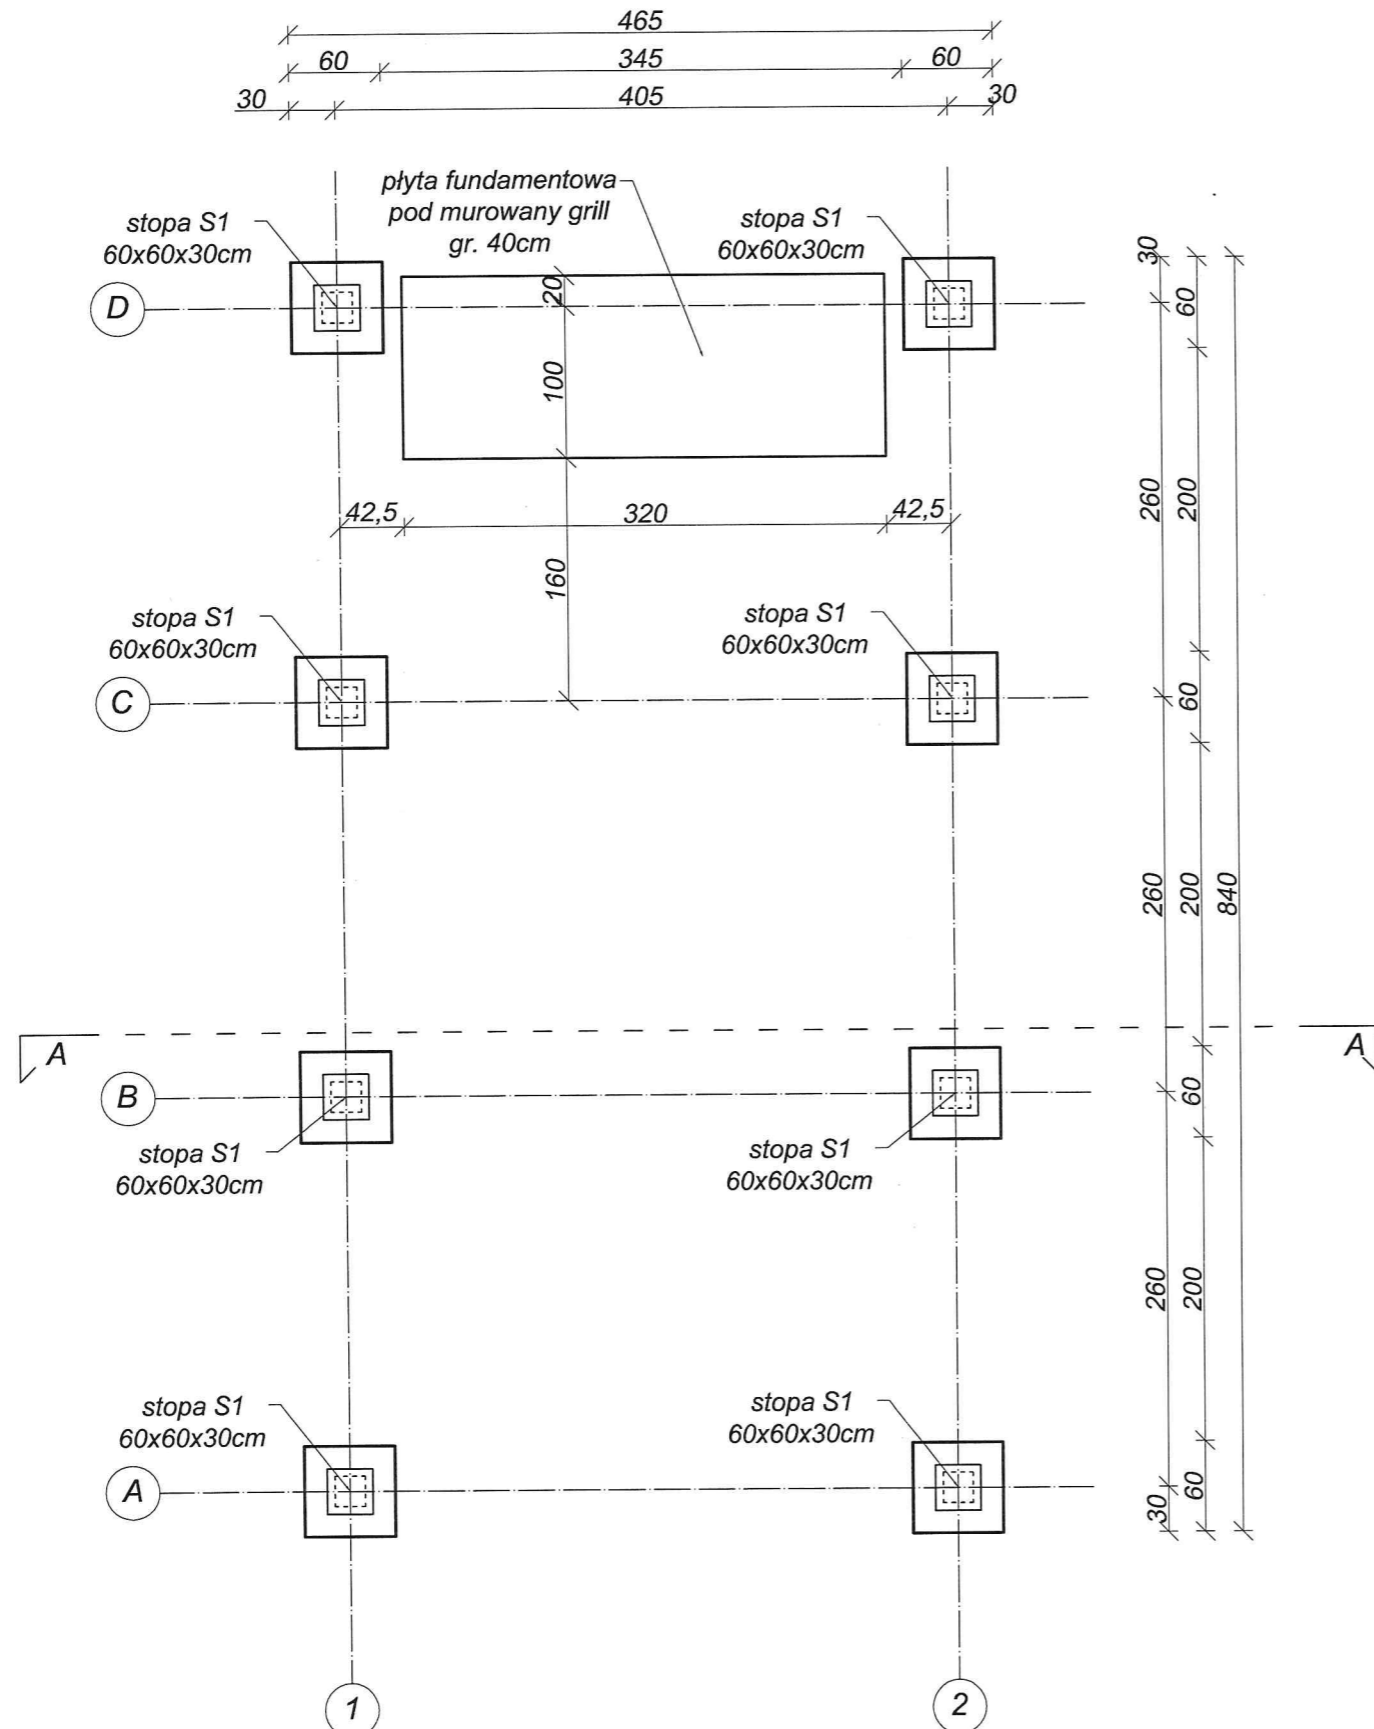 465
60 345 60
30 405 30
płyta fundamentowa
pod murowany grill
gr. 40cm
stopa S1
60x60x30cm
stopa S1
60x60x30cm
D
20
100
30
60
42,5 320 42,5
160
260
200
stopa S1
60x60x30cm
stopa S1
60x60x30cm
C
60
260
200
840
A
A
B
60
stopa S1
60x60x30cm
stopa S1
60x60x30cm
260
200
stopa S1
60x60x30cm
stopa S1
60x60x30cm
A
60
30
1
2